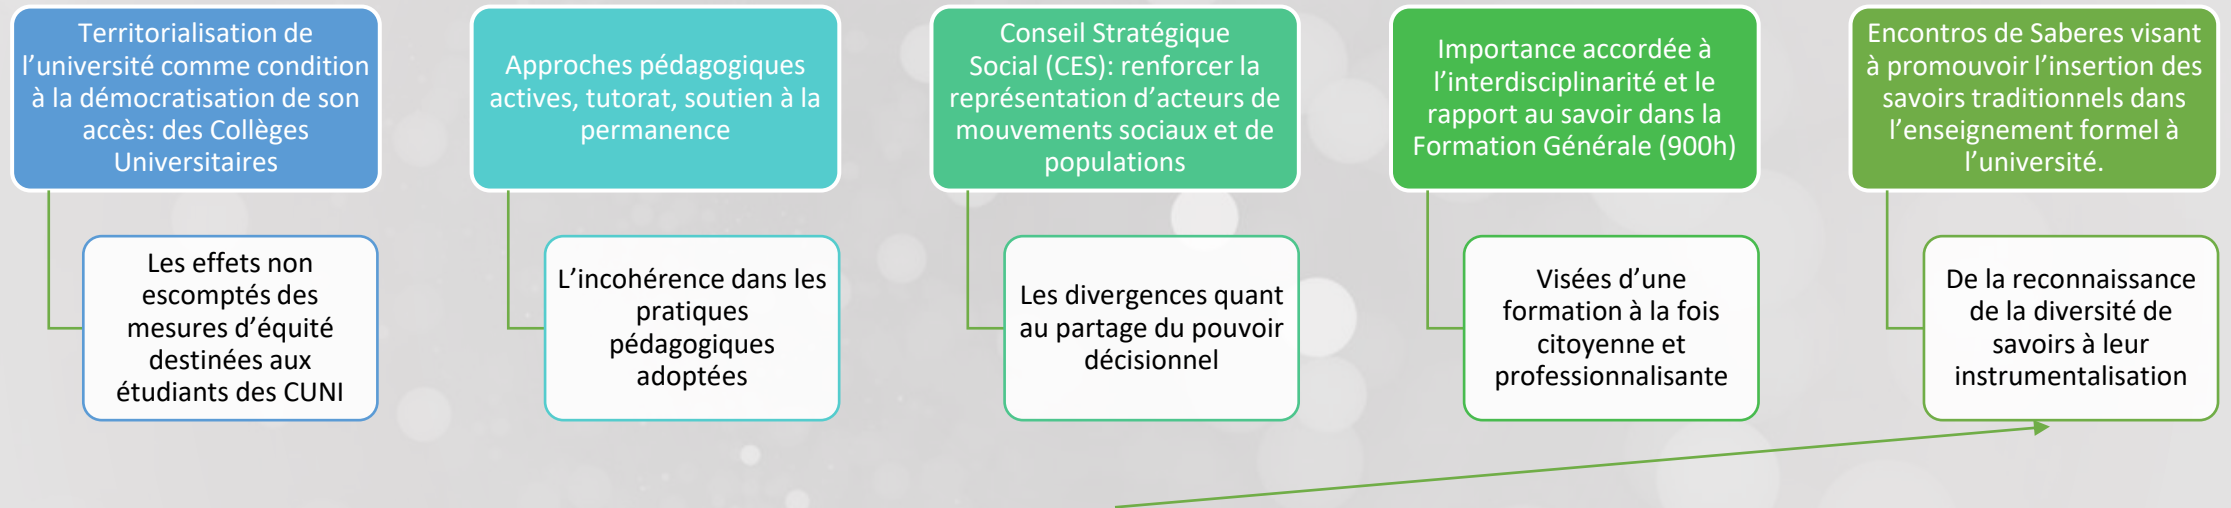 Territorialisation de
l’université comme condition
à la démocratisation de son
accès: des Collèges
Universitaires
Les effets non
escomptés des
mesures d’équité
destinées aux
étudiants des CUNI
Approches pédagogiques
actives, tutorat, soutien à la
permanence
L’incohérence dans les
pratiques
pédagogiques
adoptées
Conseil Stratégique
Social (CES): renforcer la
représentation d’acteurs de
mouvements sociaux et de
populations
Les divergences quant
au partage du pouvoir
décisionnel
Importance accordée à
l’interdisciplinarité et le
rapport au savoir dans la
Formation Générale (900h)
Visées d’une
formation à la fois
citoyenne et
professionnalisante
Encontros de Saberes visant
à promouvoir l’insertion des
savoirs traditionnels dans
l’enseignement formel à
l’université.
De la reconnaissance
de la diversité de
savoirs à leur
instrumentalisation